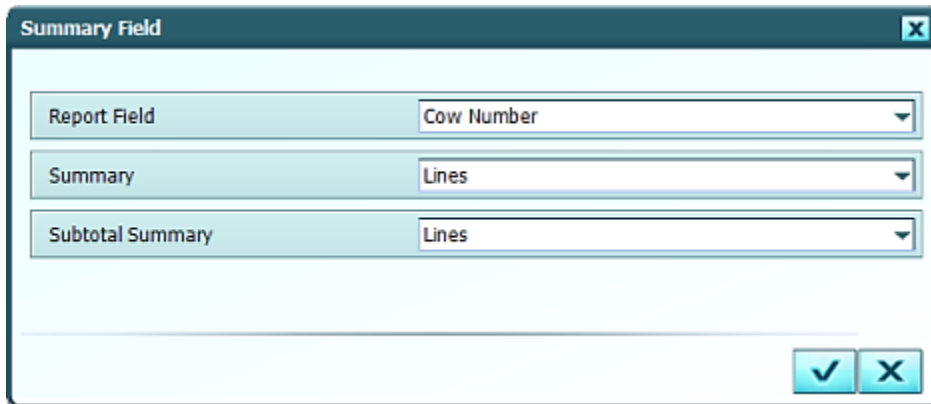 Summary Field
Report Field Cow Number
Summary Lines
Subtotal Summary Lines